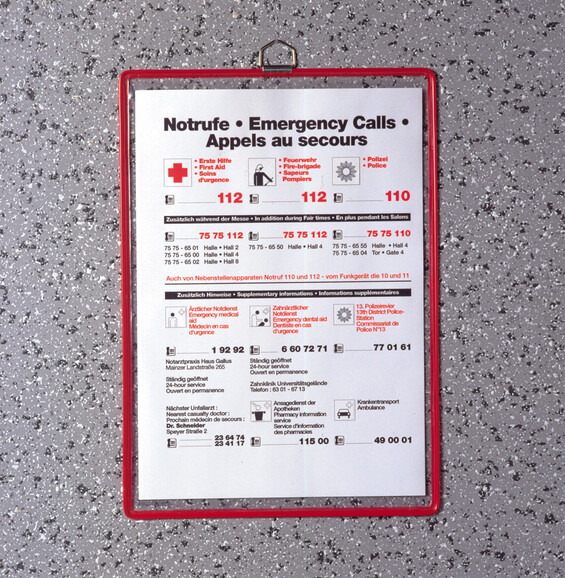 Notrufe • Emergency Calls •
Appels au secours
• Erste Hilfe
• First Aid
• Soins
d'urgence
112
• Feuerwehr
• Fire-brigade
• Sapeurs
Pompiers
112
• Polizei
• Police
110
Zusätzlich während der Messe • In addition during Fair times • En plus pendant les Salons
75 75 112
75 75 - 65 01 Halle • Hall 2
75 75 - 65 00 Halle • Hall 4
75 75 - 65 02 Halle • Hall 8
75 75 112
75 75 - 65 50 Halle • Hall 4
75 75 110
75 75 - 65 55 Halle • Hall 4
75 75 - 65 04 Tor • Gate 4
Auch von Nebenstellenapparaten Notruf 110 und 112 - vom Funkgerät die 10 und 11
Zusätzliche Hinweise • Supplementary informations • Informations supplémentaires
Ärztlicher Notdienst
Emergency medical
aid
Médecin en cas
d'urgence
1 92 92
Notarztpraxis Haus Gallus
Mainzer Landstraße 265
Ständig geöffnet
24-hour service
Ouvert en permanence
Zahnärztlicher
Notdienst
Emergency dental aid
Dentiste en cas
d'urgence
6 60 72 71
Ständig geöffnet
24-hour service
Ouvert en permanence
Zahnklinik Universitätsgelände
Telefon : 63 01 - 67 13
13. Polizeirevier
13th District Police-
Station
Commissariat de
Police N°13
77 01 61
Nächster Unfallarzt :
Nearest casualty doctor :
Prochain médecin de secours :
Dr. Schneider
Speyer Straße 2
23 64 74
23 41 17
Ansagedienst der
Apotheken
Pharmacy information
service
Service d'information
des pharmacies
115 00
Krankentransport
Ambulance
49 00 01